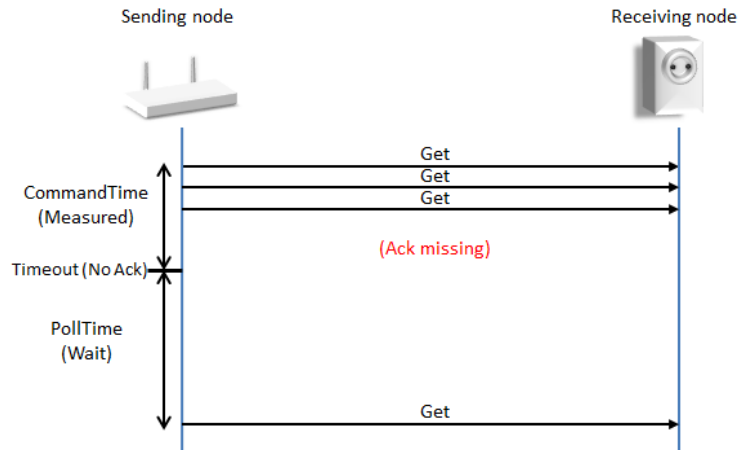 Sending node
Receiving node
Get
Get
Get
CommandTime
(Measured)
(Ack missing)
Timeout (No Ack)
PollTime
(Wait)
Get